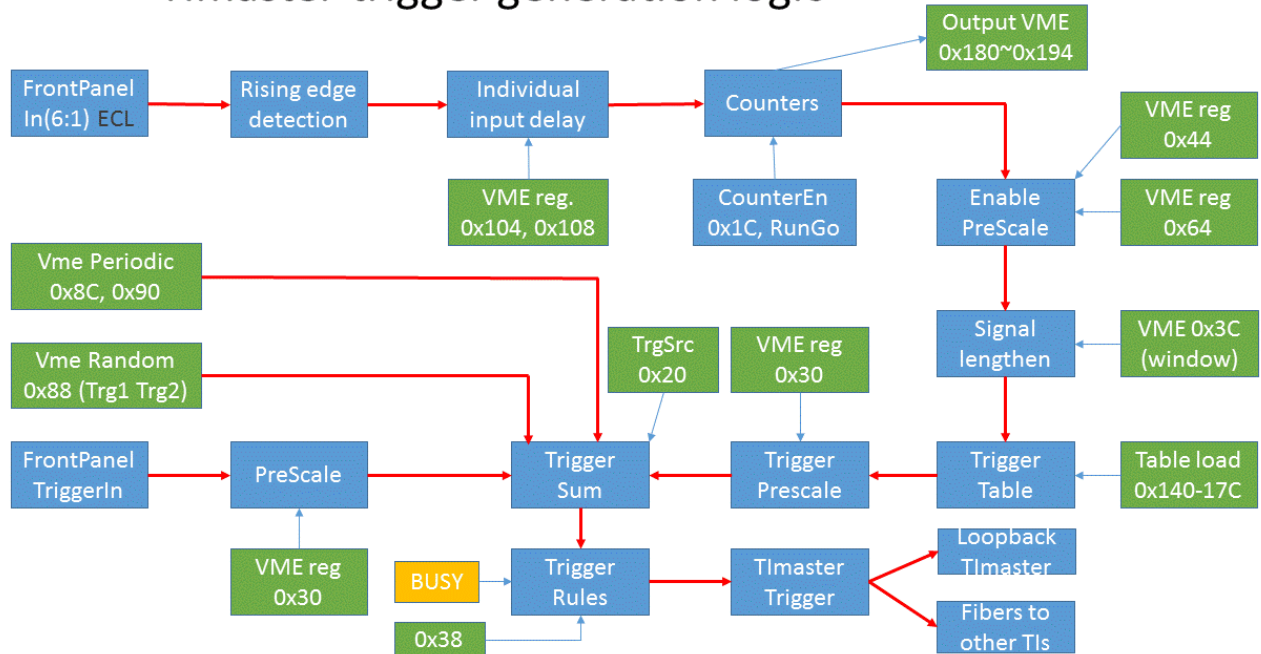 TImaster trigger generation logic
Output VME
0x180~0x194
FrontPanel
In(6:1) ECL
Rising edge
detection
Individual
input delay
Counters
VME reg
0x44
VME reg.
0x104, 0x108
CounterEn
0x1C, RunGo
Enable
PreScale
VME reg
0x64
Vme Periodic
0x8C, 0x90
Signal
lengthen
VME 0x3C
(window)
Vme Random
0x88 (Trg1 Trg2)
TrgSrc
0x20
VME reg
0x30
FrontPanel
TriggerIn
PreScale
Trigger
Sum
Trigger
Prescale
Trigger
Table
Table load
0x140-17C
VME reg
0x30
BUSY
Trigger
Rules
TImaster
Trigger
Loopback
TImaster
0x38
Fibers to
other TIs